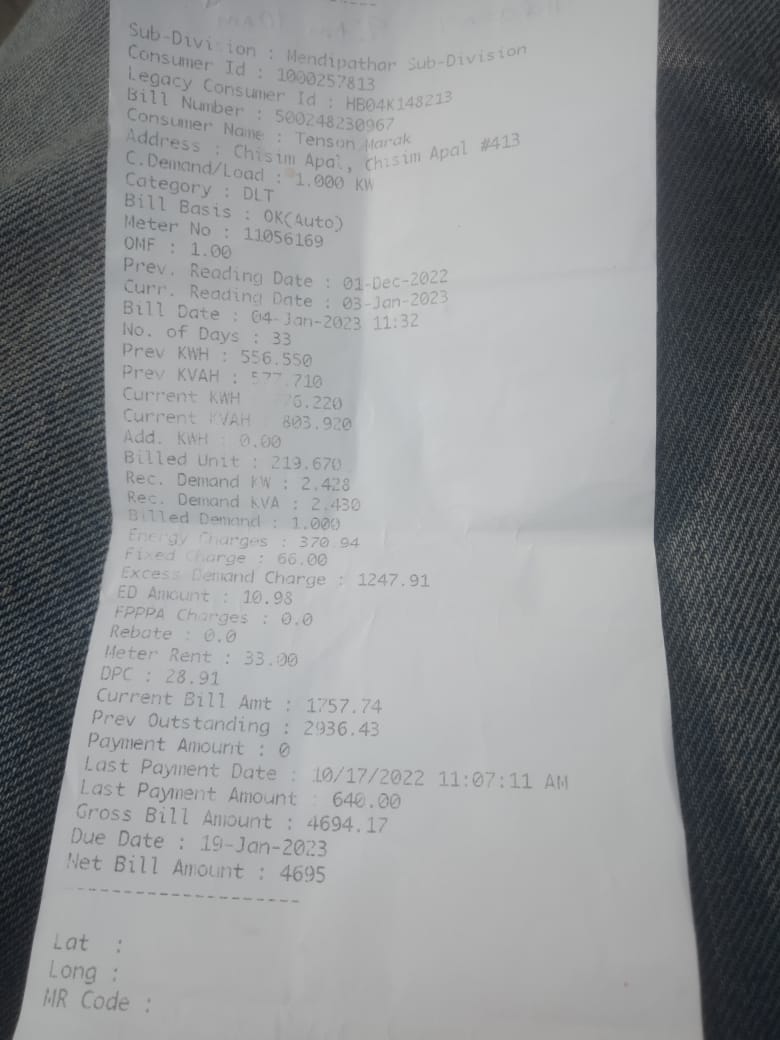 Sub-Division : Mendipathar Sub-Division
Consumer Id : 1000257813
Legacy Consumer Id : HB04K148213
Bill Number : 500248230967
Consumer Name : Tenson Marak
Address : Chisim Apal, Chisim Apal #413
C.Demand/Load : 1.000 KW
Category : DLT
Bill Basis : OK(Auto)
Meter No : 11056169
OMF : 1.00
Prev. Reading Date : 01-Dec-2022
Curr. Reading Date : 03-Jan-2023
Bill Date : 04-Jan-2023 11:32
No. of Days : 33
Prev KWH : 556.550
Prev KVAH : 577.710
Current KWH
Current KVAH 803.920
Add. KWH : 0.00
Billed Unit : 219.670
Rec. Demand KW : 2.428
Rec. Demand KVA : 2.430
Billed Demand : 1.000
Energy Charges : 370.94
Fixed Charge : 66.00
Excess Demand Charge : 1247.91
ED Amount : 10.98
FPPPA Charges : 0.0
Rebate : 0.0
Meter Rent : 33.00
DPC : 28.91
Current Bill Amt : 1757.74
Prev Outstanding : 2936.43
Payment Amount : 0
Last Payment Date : 10/17/2022 11:07:11 AM
Last Payment Amount : 640.00
Gross Bill Amount : 4694.17
Due Date : 19-Jan-2023
Net Bill Amount : 4695
Lat :
Long :
MR Code :